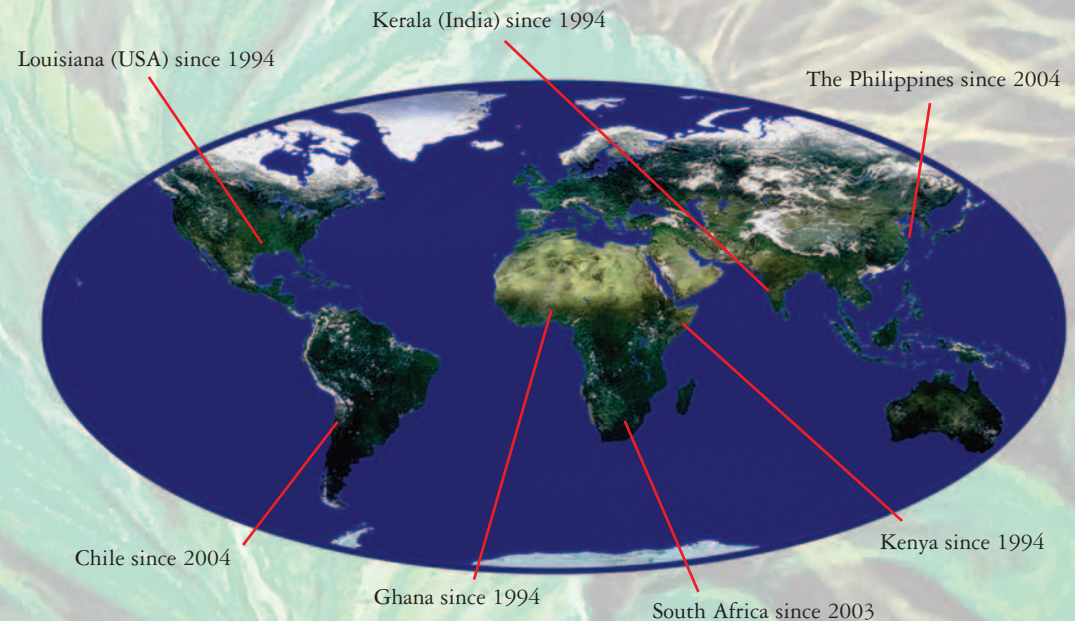 Kerala (India) since 1994
Louisiana (USA) since 1994
The Philippines since 2004
Chile since 2004
Ghana since 1994
South Africa since 2003
Kenya since 1994